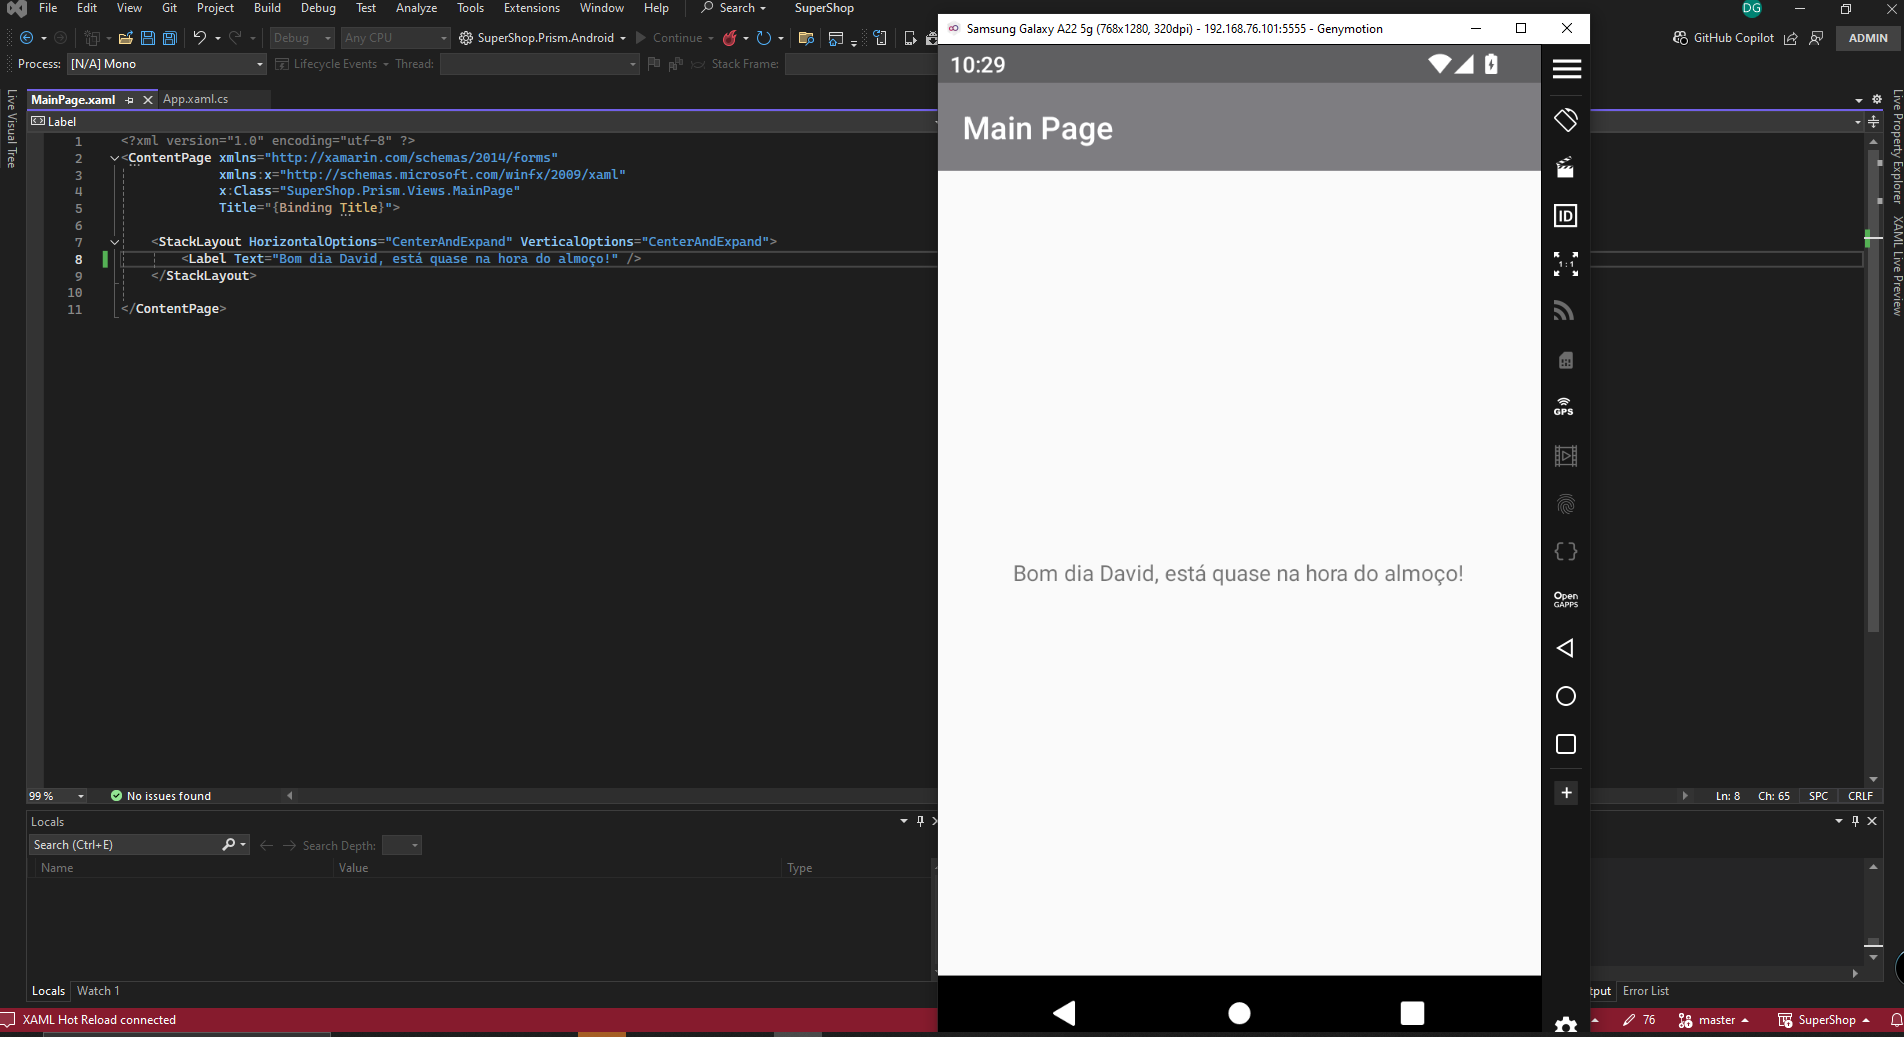 File Edit View Git Project Build Debug Test Analyze Tools Extensions Window Help Search SuperShop DG
Samsung Galaxy A22 5g (768x1280, 320dpi) - 192.168.76.101:5555 - Genymotion
Debug Any CPU SuperShop.Prism.Android Continue GitHub Copilot ADMIN
Process: [N/A] Mono Lifecycle Events Thread: Stack Frame:
10:29
MainPage.xaml App.xaml.cs
Label
Live Visual Tree
Live Property Explorer
XAML Live Preview
1 <?xml version="1.0" encoding="utf-8" ?>
2 <ContentPage xmlns="http://xamarin.com/schemas/2014/forms"
3 xmlns:x="http://schemas.microsoft.com/winfx/2009/xaml"
4 x:Class="SuperShop.Prism.Views.MainPage"
5 Title="{Binding Title}">
6
7 <StackLayout HorizontalOptions="CenterAndExpand" VerticalOptions="CenterAndExpand">
8 <Label Text="Bom dia David, está quase na hora do almoço!" />
9 </StackLayout>
10
11 </ContentPage>
Main Page
Bom dia David, está quase na hora do almoço!
ID
1:1
GPS
Open
GAPPS
99 % No issues found Ln: 8 Ch: 65 SPC CRLF
Locals
Search (Ctrl+E) Search Depth:
Name Value Type
Locals Watch 1 Error List
XAML Hot Reload connected 76 master SuperShop